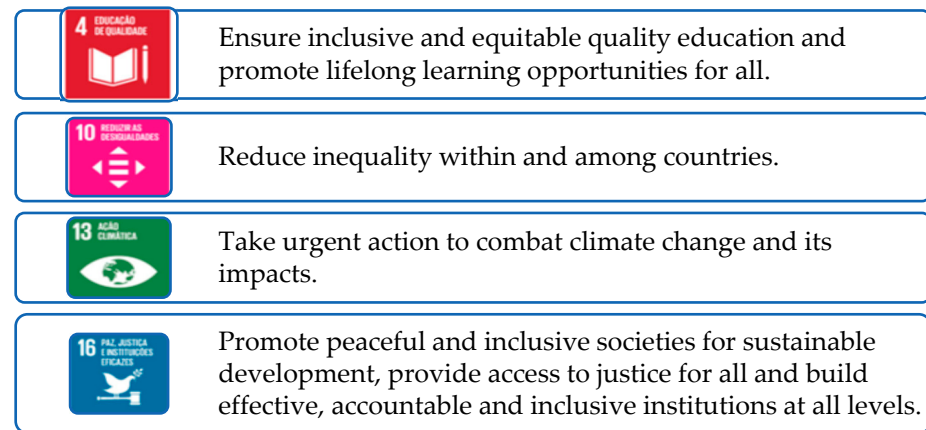 4 EDUCAÇÃO
DE QUALIDADE
Ensure inclusive and equitable quality education and
promote lifelong learning opportunities for all.
10 REDUZIR AS
DESIGUALDADES
Reduce inequality within and among countries.
13 AÇÃO
CLIMÁTICA
Take urgent action to combat climate change and its
impacts.
16 PAZ, JUSTIÇA
E INSTITUIÇÕES
EFICAZES
Promote peaceful and inclusive societies for sustainable
development, provide access to justice for all and build
effective, accountable and inclusive institutions at all levels.